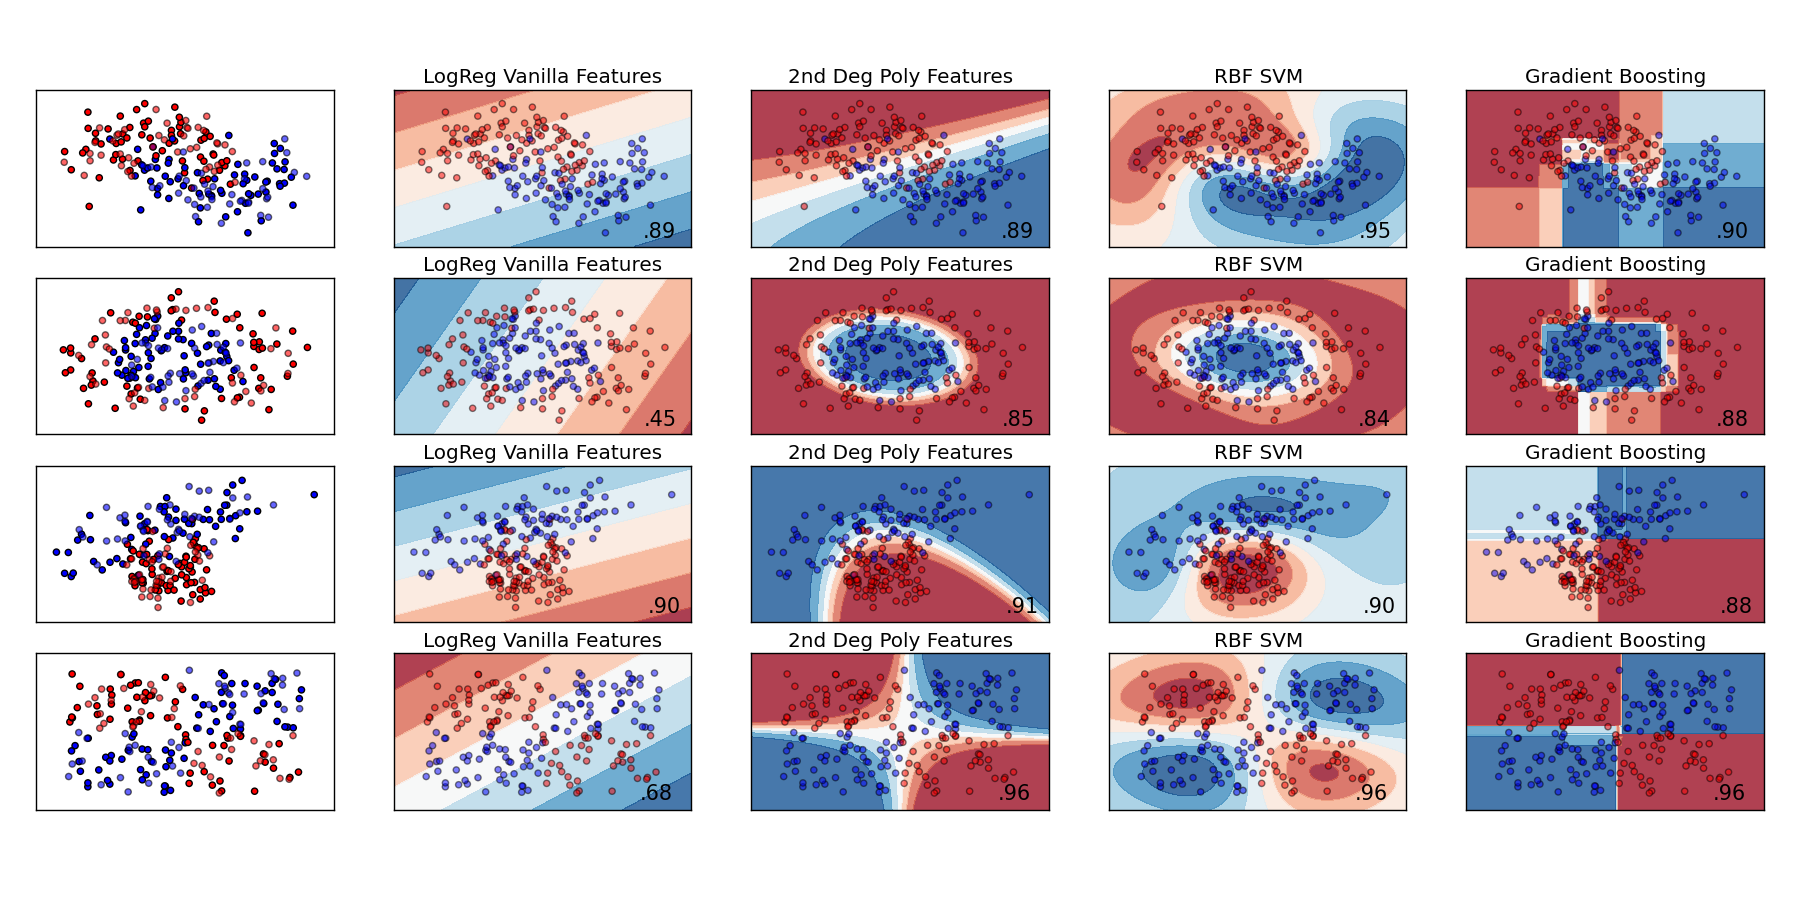 LogReg Vanilla Features 2nd Deg Poly Features RBF SVM Gradient Boosting
.89 .89 .95 .90
LogReg Vanilla Features 2nd Deg Poly Features RBF SVM Gradient Boosting
.45 .85 .84 .88
LogReg Vanilla Features 2nd Deg Poly Features RBF SVM Gradient Boosting
.90 .91 .90 .88
LogReg Vanilla Features 2nd Deg Poly Features RBF SVM Gradient Boosting
.68 .96 .96 .96